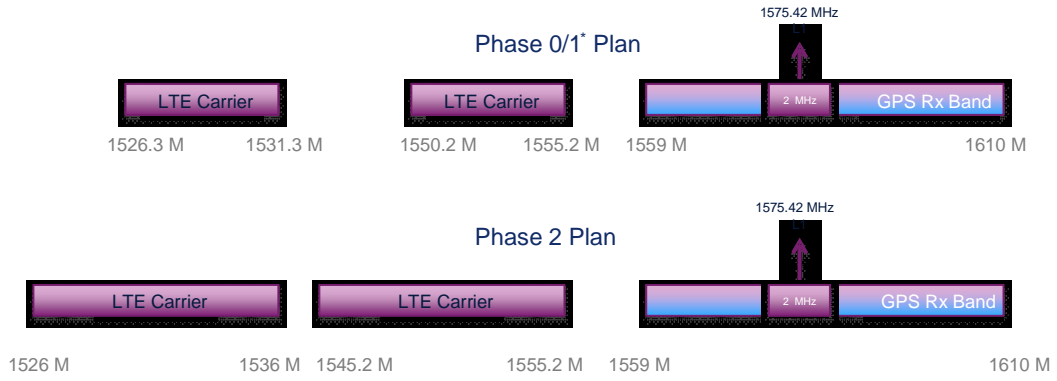 1575.42 MHz
L1
Phase 0/1* Plan
LTE Carrier LTE Carrier 2 MHz GPS Rx Band
1526.3 M 1531.3 M 1550.2 M 1555.2 M 1559 M 1610 M
1575.42 MHz
L1
Phase 2 Plan
LTE Carrier LTE Carrier 2 MHz GPS Rx Band
1526 M 1536 M 1545.2 M 1555.2 M 1559 M 1610 M